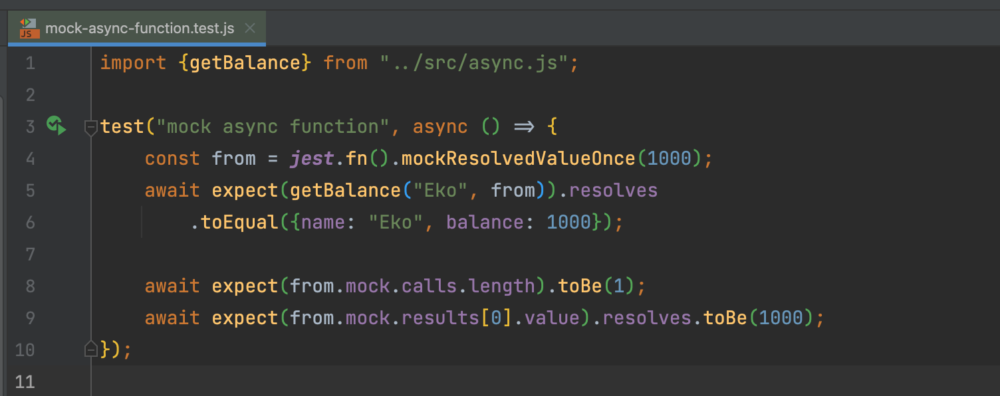 JS mock-async-function.test.js
1 import {getBalance} from "../src/async.js";
2
3 test("mock async function", async () => {
4 const from = jest.fn().mockResolvedValueOnce(1000);
5 await expect(getBalance("Eko", from)).resolves
6 .toEqual({name: "Eko", balance: 1000});
7
8 await expect(from.mock.calls.length).toBe(1);
9 await expect(from.mock.results[0].value).resolves.toBe(1000);
10 });
11